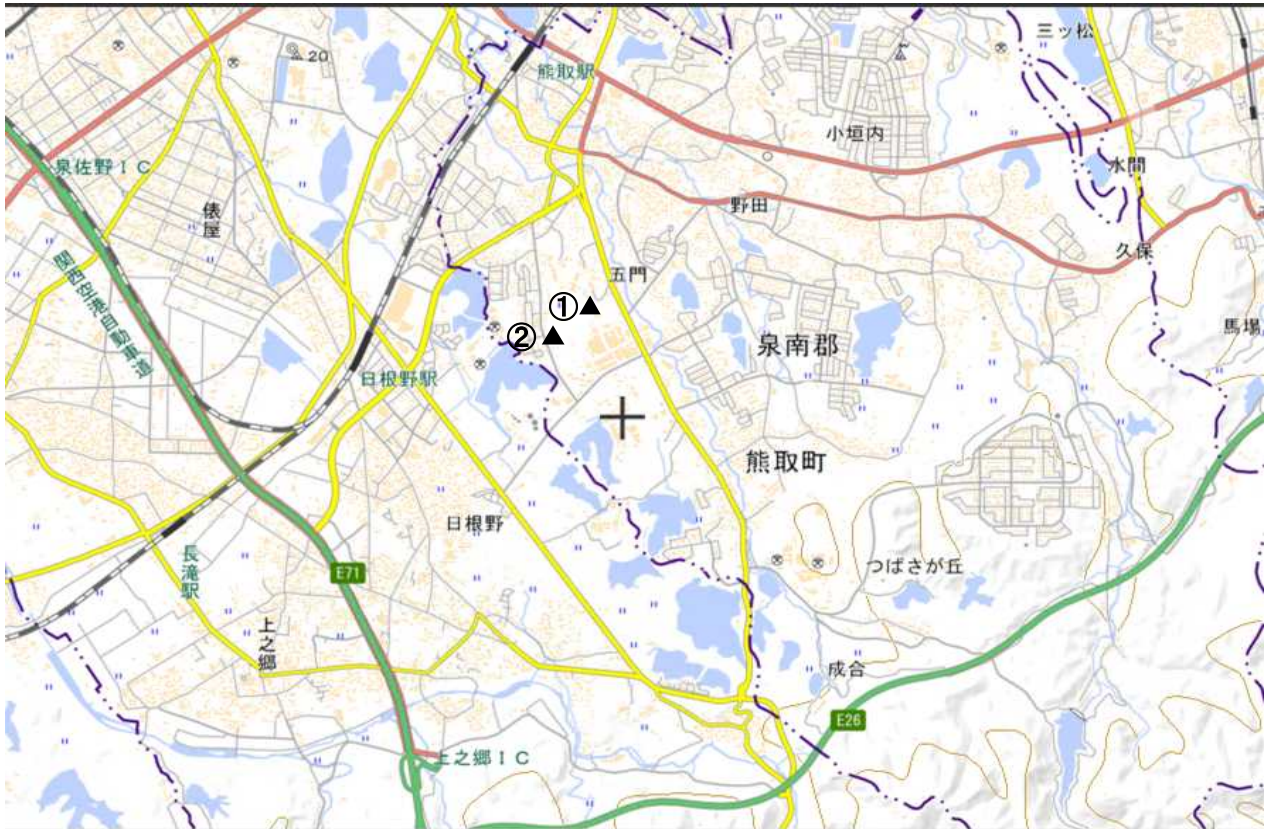 三ッ松
20
熊取駅
小垣内
水間
泉佐野IC
俵屋
野田
久保
関西空港自動車道
五門
①▲
馬場
②▲
泉南郡
日根野駅
熊取町
日根野
長滝駅
E71
つばさが丘
上之郷
成合
E26
上之郷IC